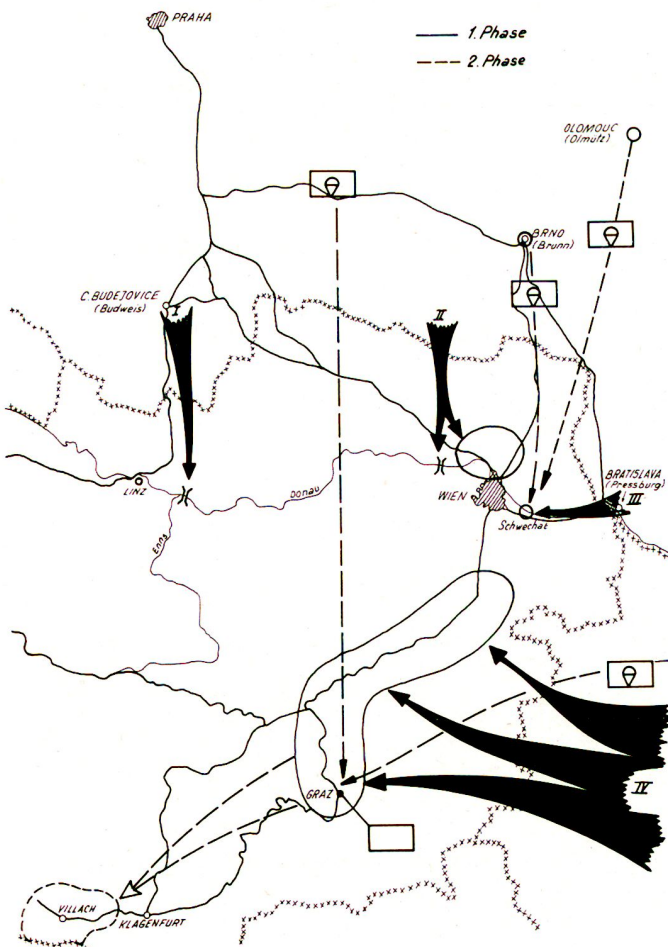 PRAHA
1. Phase
2. Phase
OLOMOUC
(Olmütz)
BRNO
(Brunn)
C. BUDEJOVICE
(Budweis)
I
II
LINZ
Donau
WIEN
BRATISLAVA
(Pressburg)
III
Schwechat
Enns
GRAZ
IV
VILLACH
KLAGENFURT